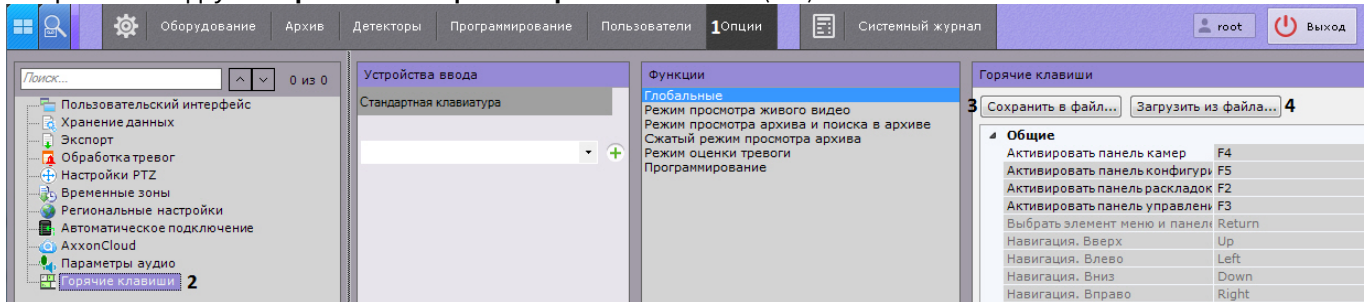 Оборудование Архив Детекторы Программирование Пользователи 1 Опции Системный журнал root Выход
Поиск... 0 из 0
Пользовательский интерфейс
Хранение данных
Экспорт
Обработка тревог
Настройки PTZ
Временные зоны
Региональные настройки
Автоматическое подключение
AxxonCloud
Параметры аудио
Горячие клавиши 2
Устройства ввода
Стандартная клавиатура
Функции
Глобальные
Режим просмотра живого видео
Режим просмотра архива и поиска в архиве
Сжатый режим просмотра архива
Режим оценки тревоги
Программирование
Горячие клавиши
3 Сохранить в файл... Загрузить из файла... 4
Общие
Активировать панель камер F4
Активировать панель конфигури F5
Активировать панель раскладок F2
Активировать панель управлен F3
Выбрать элемент меню и панел Return
Навигация. Вверх Up
Навигация. Влево Left
Навигация. Вниз Down
Навигация. Вправо Right